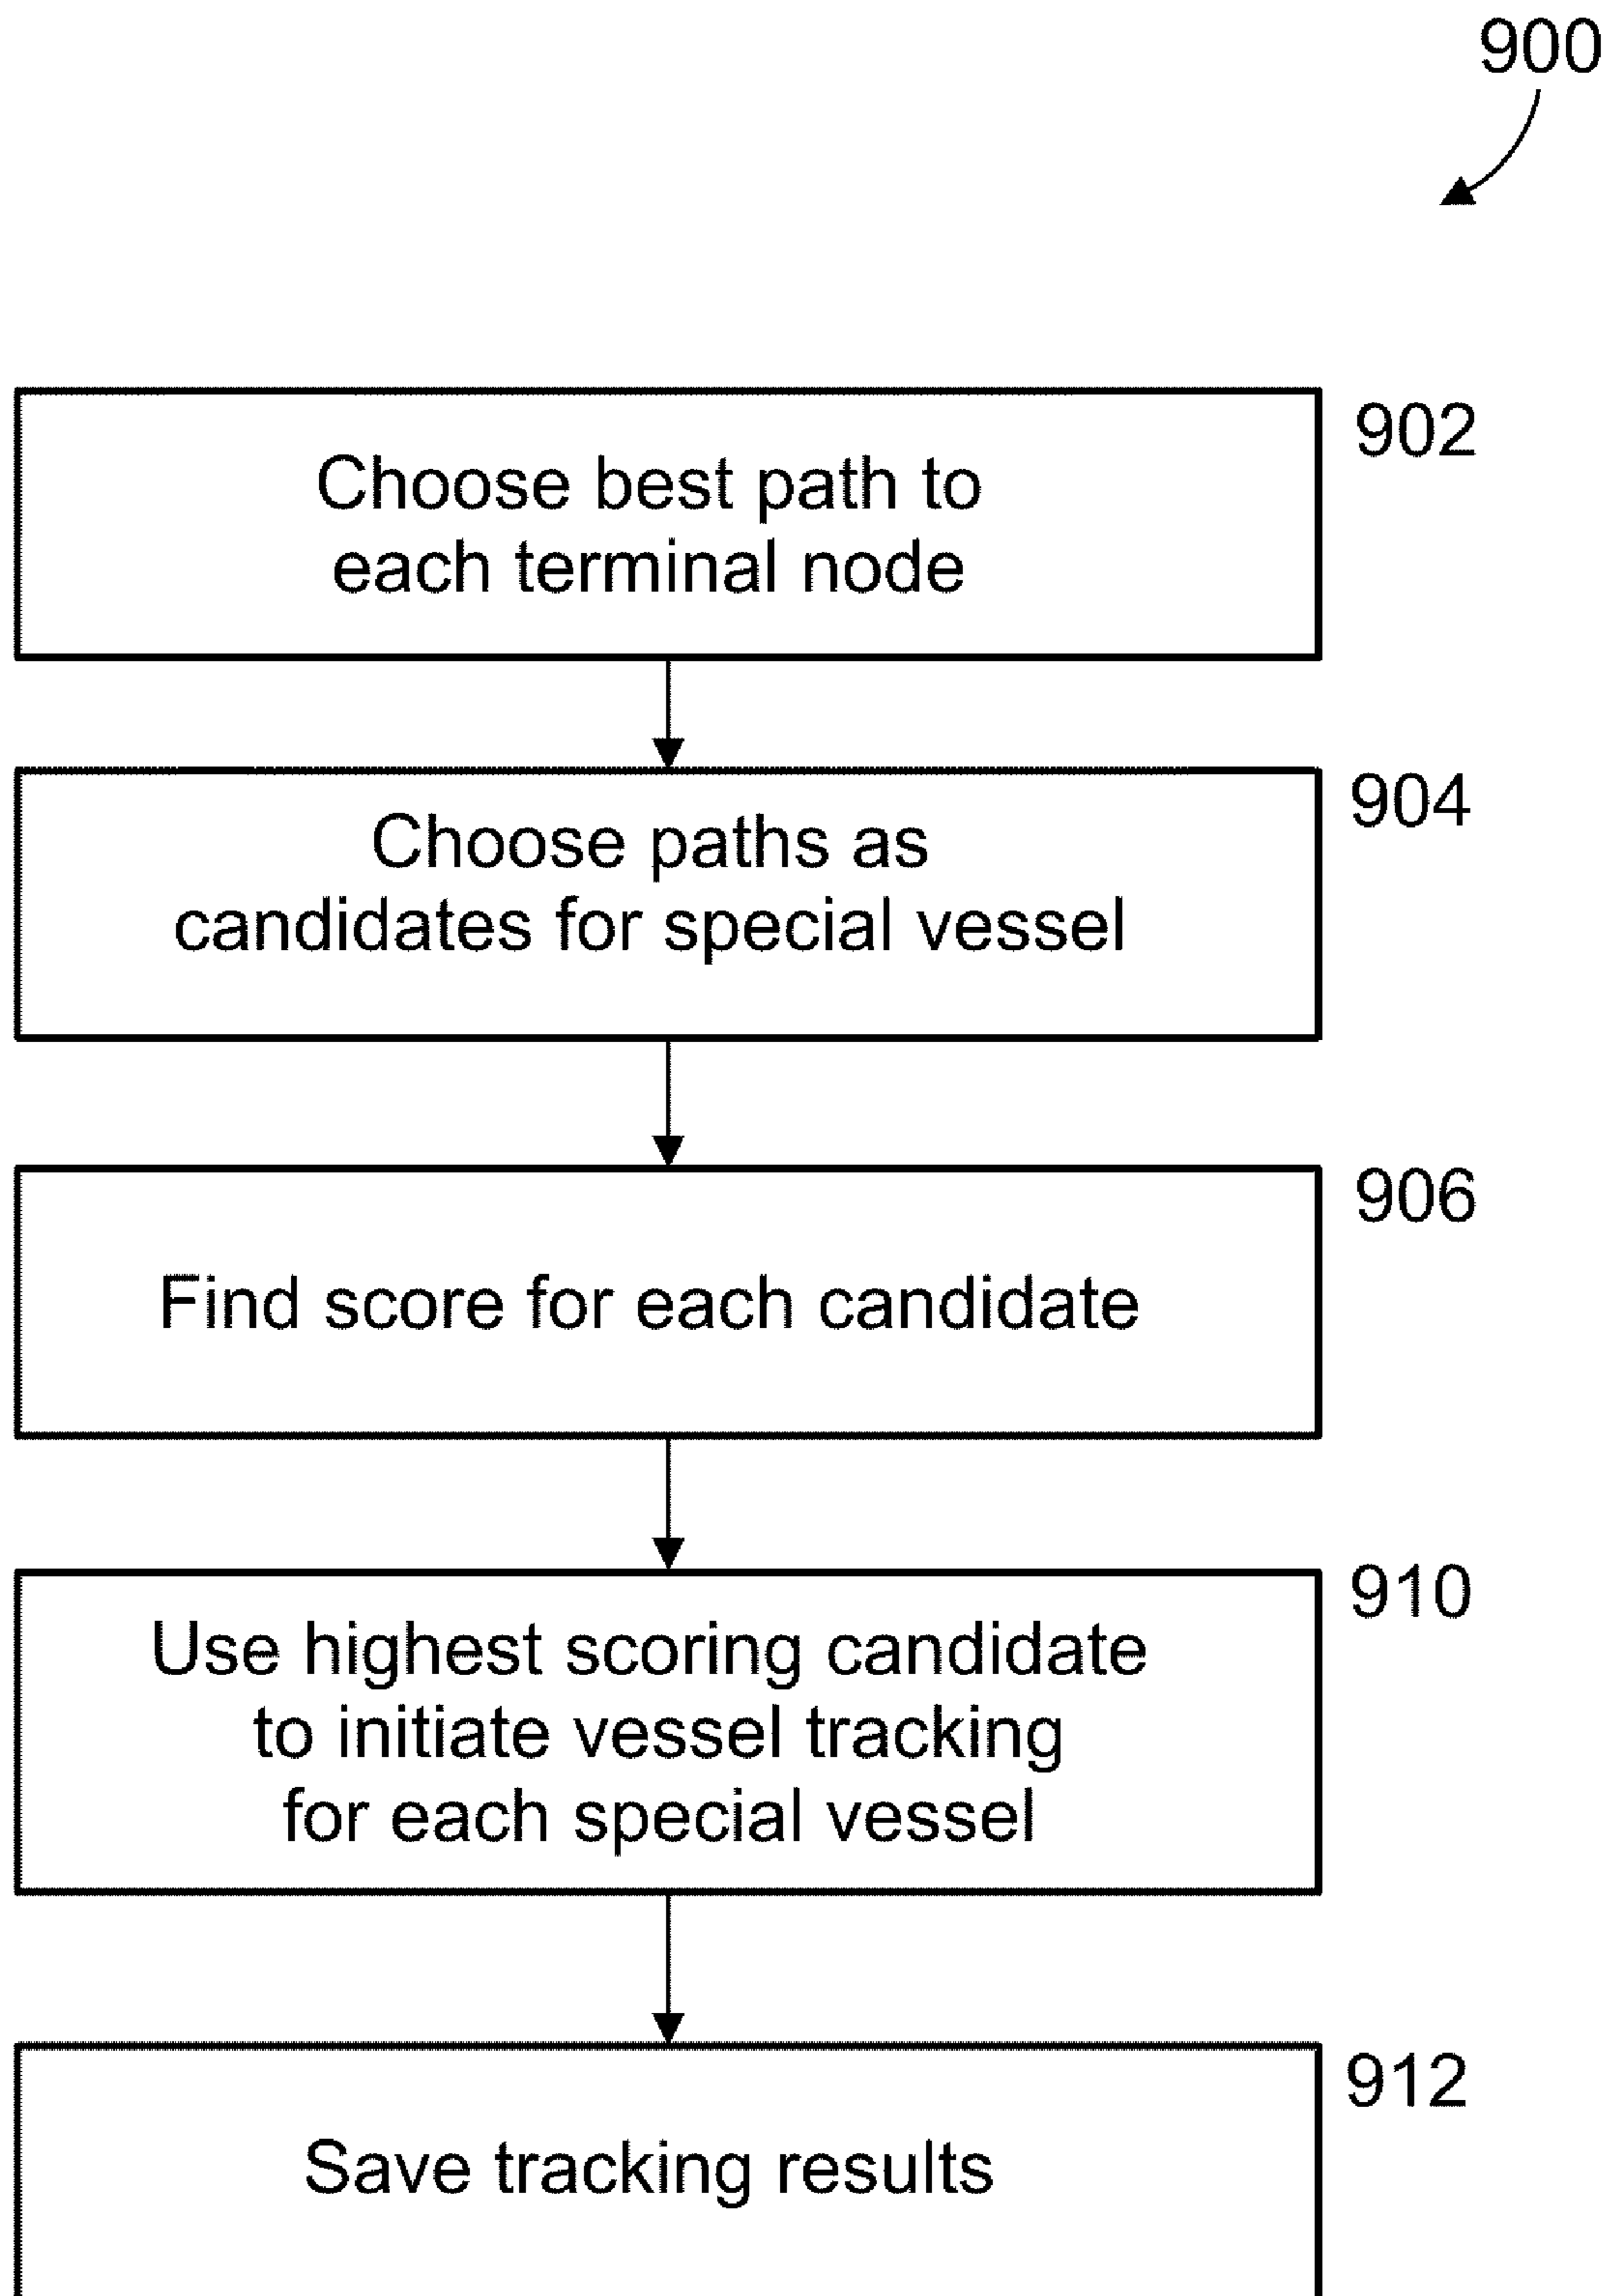 900
902
Choose best path to
each terminal node
904
Choose paths as
candidates for special vessel
906
Find score for each candidate
910
Use highest scoring candidate
to initiate vessel tracking
for each special vessel
912
Save tracking results